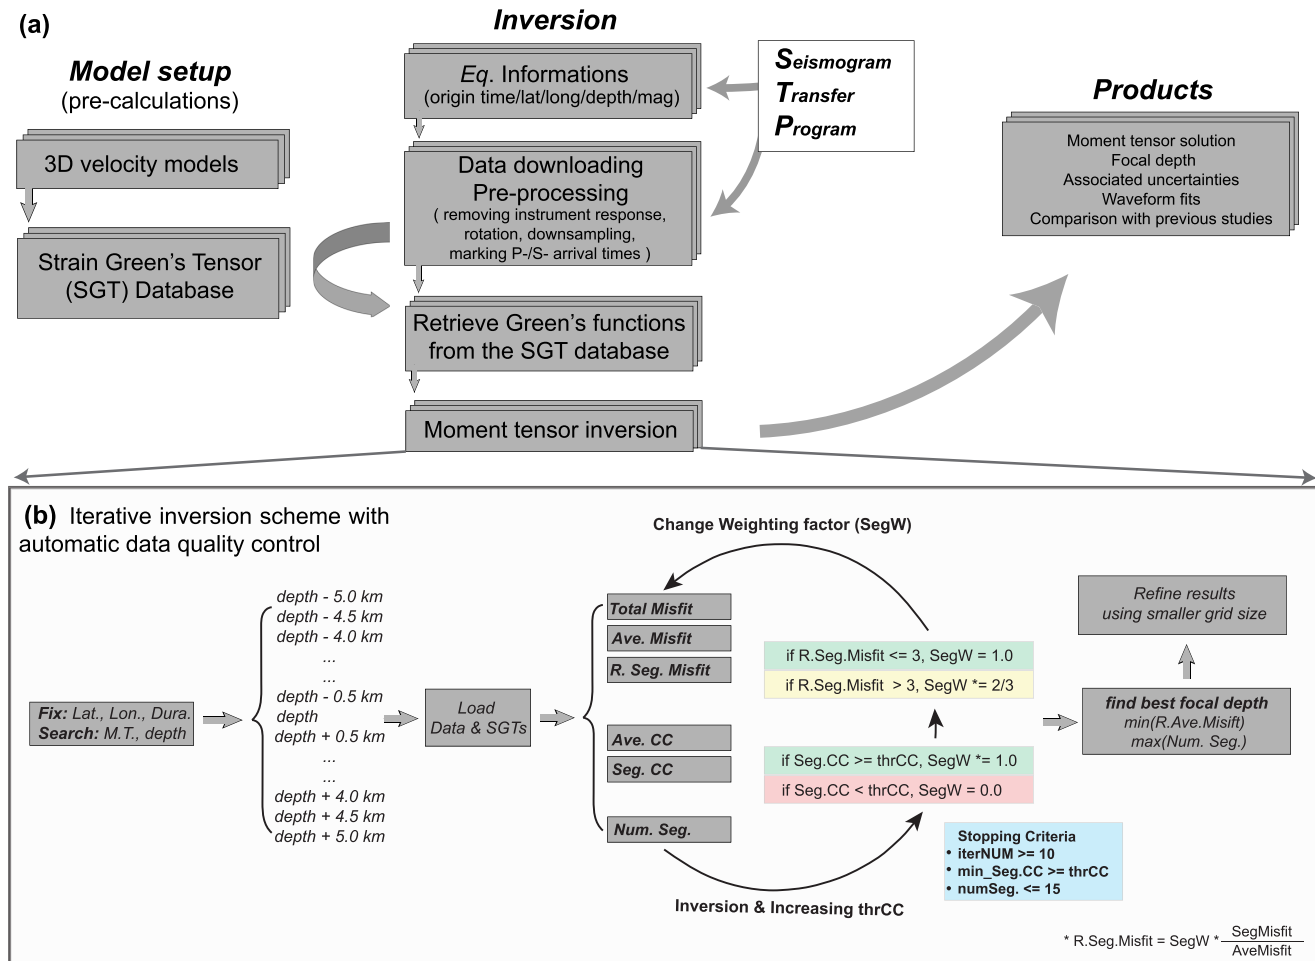 (a)
Model setup
(pre-calculations)
3D velocity models
Strain Green's Tensor
(SGT) Database
Inversion
Eq. Informations
(origin time/lat/long/depth/mag)
Data downloading
Pre-processing
( removing instrument response,
rotation, downsampling,
marking P-/S- arrival times )
Retrieve Green's functions
from the SGT database
Moment tensor inversion
Seismogram
Transfer
Program
Products
Moment tensor solution
Focal depth
Associated uncertainties
Waveform fits
Comparison with previous studies
(b) Iterative inversion scheme with
automatic data quality control
Fix: Lat., Lon., Dura.
Search: M.T., depth
depth - 5.0 km
depth - 4.5 km
depth - 4.0 km
...
...
depth - 0.5 km
depth
depth + 0.5 km
...
...
depth + 4.0 km
depth + 4.5 km
depth + 5.0 km
Load
Data & SGTs
Change Weighting factor (SegW)
Total Misfit
Ave. Misfit
R. Seg. Misfit
Ave. CC
Seg. CC
Num. Seg.
if R.Seg.Misfit <= 3, SegW = 1.0
if R.Seg.Misfit > 3, SegW *= 2/3
if Seg.CC >= thrCC, SegW *= 1.0
if Seg.CC < thrCC, SegW = 0.0
Inversion & Increasing thrCC
Stopping Criteria
• iterNUM >= 10
• min_Seg.CC >= thrCC
• numSeg. <= 15
Refine results
using smaller grid size
find best focal depth
min(R.Ave.Misift)
max(Num. Seg.)
* R.Seg.Misfit = SegW * SegMisfit
AveMisfit